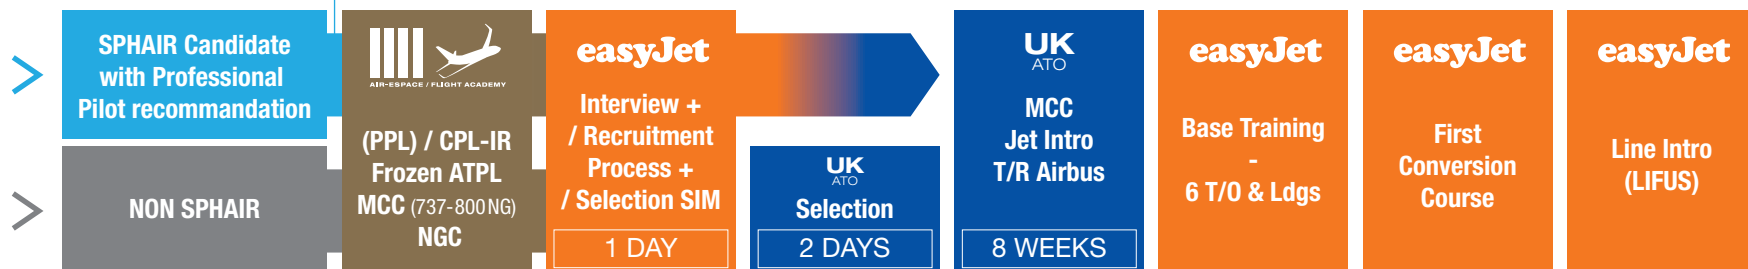 SPHAIR Candidate
with Professional
Pilot recommandation
NON SPHAIR
AIR-ESPACE / FLIGHT ACADEMY
(PPL) / CPL-IR
Frozen ATPL
MCC (737-800NG)
NGC
easyJet
Interview +
/ Recruitment
Process +
/ Selection SIM
1 DAY
UK
ATO
Selection
2 DAYS
UK
ATO
MCC
Jet Intro
T/R Airbus
8 WEEKS
easyJet
Base Training
-
6 T/O & Ldgs
easyJet
First
Conversion
Course
easyJet
Line Intro
(LIFUS)